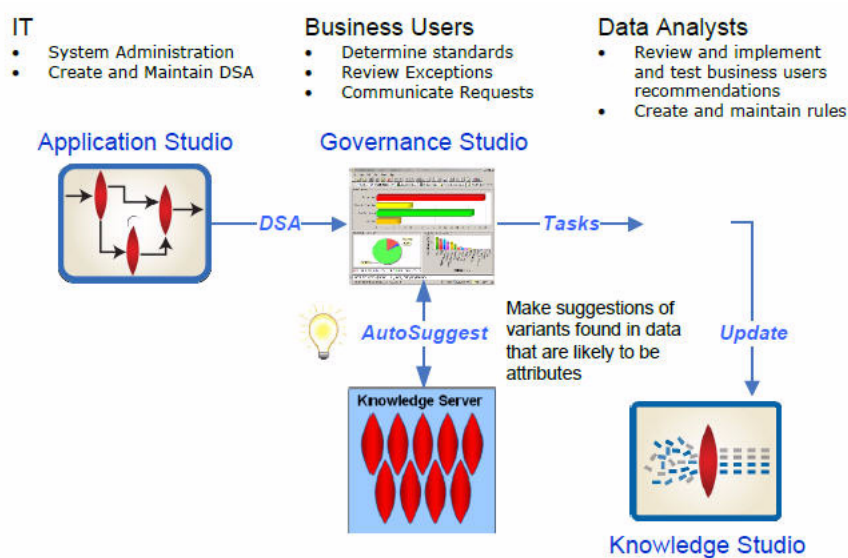 IT
• System Administration
• Create and Maintain DSA
Business Users
• Determine standards
• Review Exceptions
• Communicate Requests
Data Analysts
• Review and implement
and test business users
recommendations
• Create and maintain rules
Application Studio
Governance Studio
DSA
Tasks
AutoSuggest
Make suggestions of
variants found in data
that are likely to be
attributes
Update
Knowledge Server
Knowledge Studio